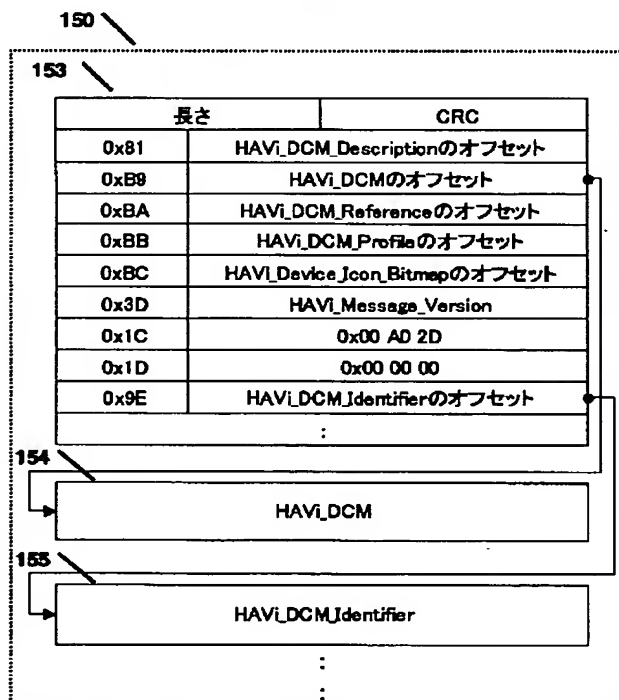 150
153
長さ CRC
0x81 HAVi_DCM_Descriptionのオフセット
0xB9 HAVi_DCMのオフセット
0xBA HAVi_DCM_Referenceのオフセット
0xBB HAVi_DCM_Profileのオフセット
0xBC HAVi_Device_Icon_Bitmapのオフセット
0x3D HAVi_Message_Version
0x1C 0x00 A0 2D
0x1D 0x00 00 00
0x9E HAVi_DCM_Identifierのオフセット
:
154
HAVi_DCM
155
HAVi_DCM_Identifier
:
: